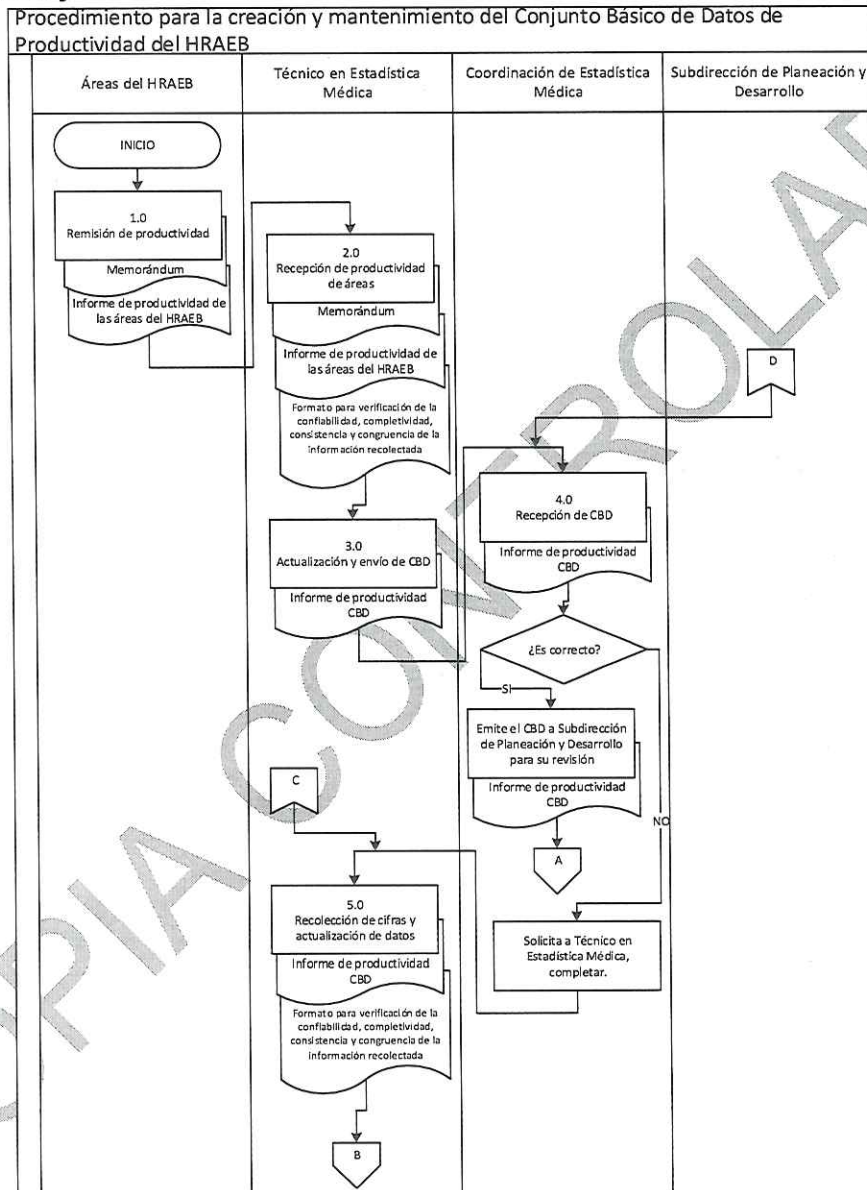 Procedimiento para la creación y mantenimiento del Conjunto Básico de Datos de
Productividad del HRAEB
Áreas del HRAEB
Técnico en Estadística
Médica
Coordinación de Estadística
Médica
Subdirección de Planeación y
Desarrollo
INICIO
1.0
Remisión de productividad
Memorándum
Informe de productividad de
las áreas del HRAEB
2.0
Recepción de productividad
de áreas
Memorándum
Informe de productividad de
las áreas del HRAEB
Formato para verificación de la
confiabilidad, completividad,
consistencia y congruencia de la
información recolectada
D
3.0
Actualización y envío de CBD
Informe de productividad
CBD
4.0
Recepción de CBD
Informe de productividad
CBD
¿Es correcto?
SI
NO
Emite el CBD a Subdirección
de Planeación y Desarrollo
para su revisión
Informe de productividad
CBD
A
C
5.0
Recolección de cifras y
actualización de datos
Informe de productividad
CBD
Formato para verificación de la
confiabilidad, completividad,
consistencia y congruencia de la
información recolectada
Solicita a Técnico en
Estadística Médica,
completar.
B